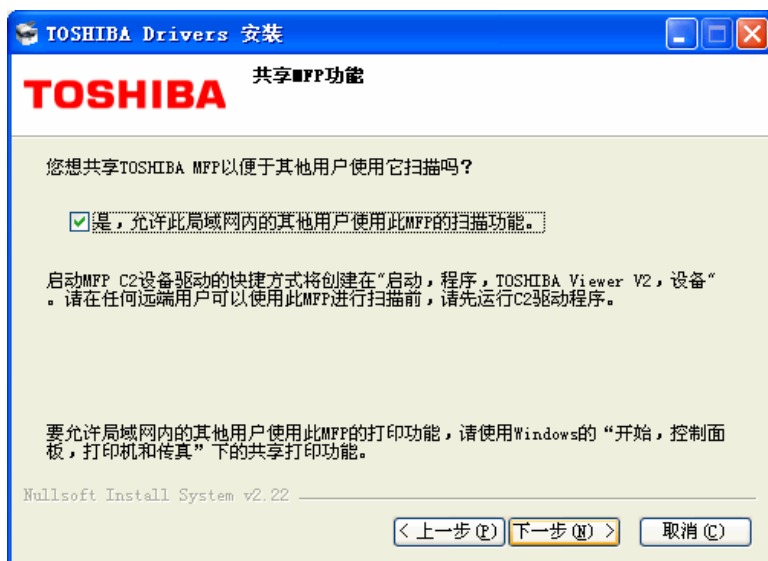 TOSHIBA Drivers 安装
TOSHIBA
共享MFP功能
您想共享TOSHIBA MFP以便于其他用户使用它扫描吗？
是，允许此局域网内的其他用户使用此MFP的扫描功能。
启动MFP C2设备驱动的快捷方式将创建在“启动，程序，TOSHIBA Viewer V2，设备“
。请在任何远端用户可以使用此MFP进行扫描前，请先运行C2驱动程序。
要允许局域网内的其他用户使用此MFP的打印功能，请使用Windows的 “开始，控制面
板，打印机和传真” 下的共享打印功能。
Nullsoft Install System v2.22
< 上一步(P) 下一步(N) > 取消(C)